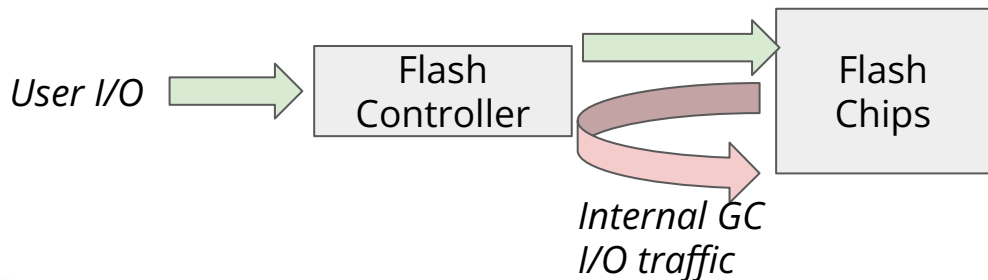 User I/O
Flash
Controller
Flash
Chips
Internal GC
I/O traffic